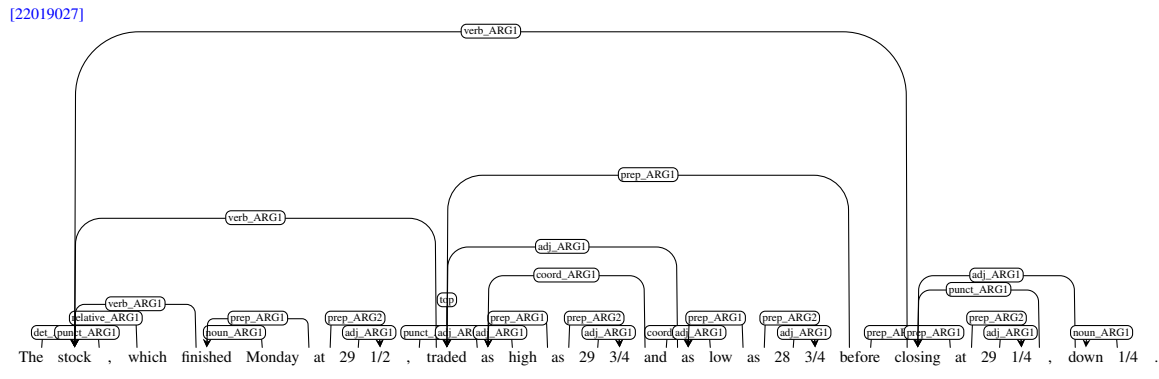 [22019027]
verb_ARG1
prep_ARG1
verb_ARG1
adj_ARG1
coord_ARG1 adj_ARG1
punct_ARG1
top
verb_ARG1
relative_ARG1 prep_ARG1 prep_ARG2 prep_ARG1 prep_ARG2 prep_ARG1 prep_ARG2 prep_ARG2
punct_ARG1 noun_ARG1 adj_ARG1 adj_ARG1 adj_ARG1 adj_ARG1 prep_ARG1 adj_ARG1 noun_ARG1
The stock , which finished Monday at 29 1/2 , traded as high as 29 3/4 and as low as 28 3/4 before closing at 29 1/4 , down 1/4 .